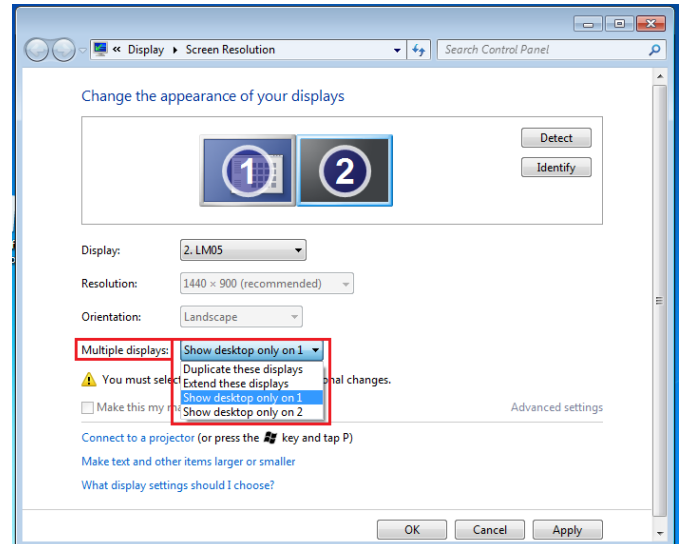 « Display ▸ Screen Resolution
Search Control Panel
Change the appearance of your displays
1
2
Detect
Identify
Display:
2. LM05
Resolution:
1440 × 900 (recommended)
Orientation:
Landscape
Multiple displays:
Show desktop only on 1
Duplicate these displays
You must sele
nal changes.
Extend these displays
Show desktop only on 1
Make this my
Show desktop only on 2
Advanced settings
Connect to a projector (or press the key and tap P)
Make text and other items larger or smaller
What display settings should I choose?
OK
Cancel
Apply